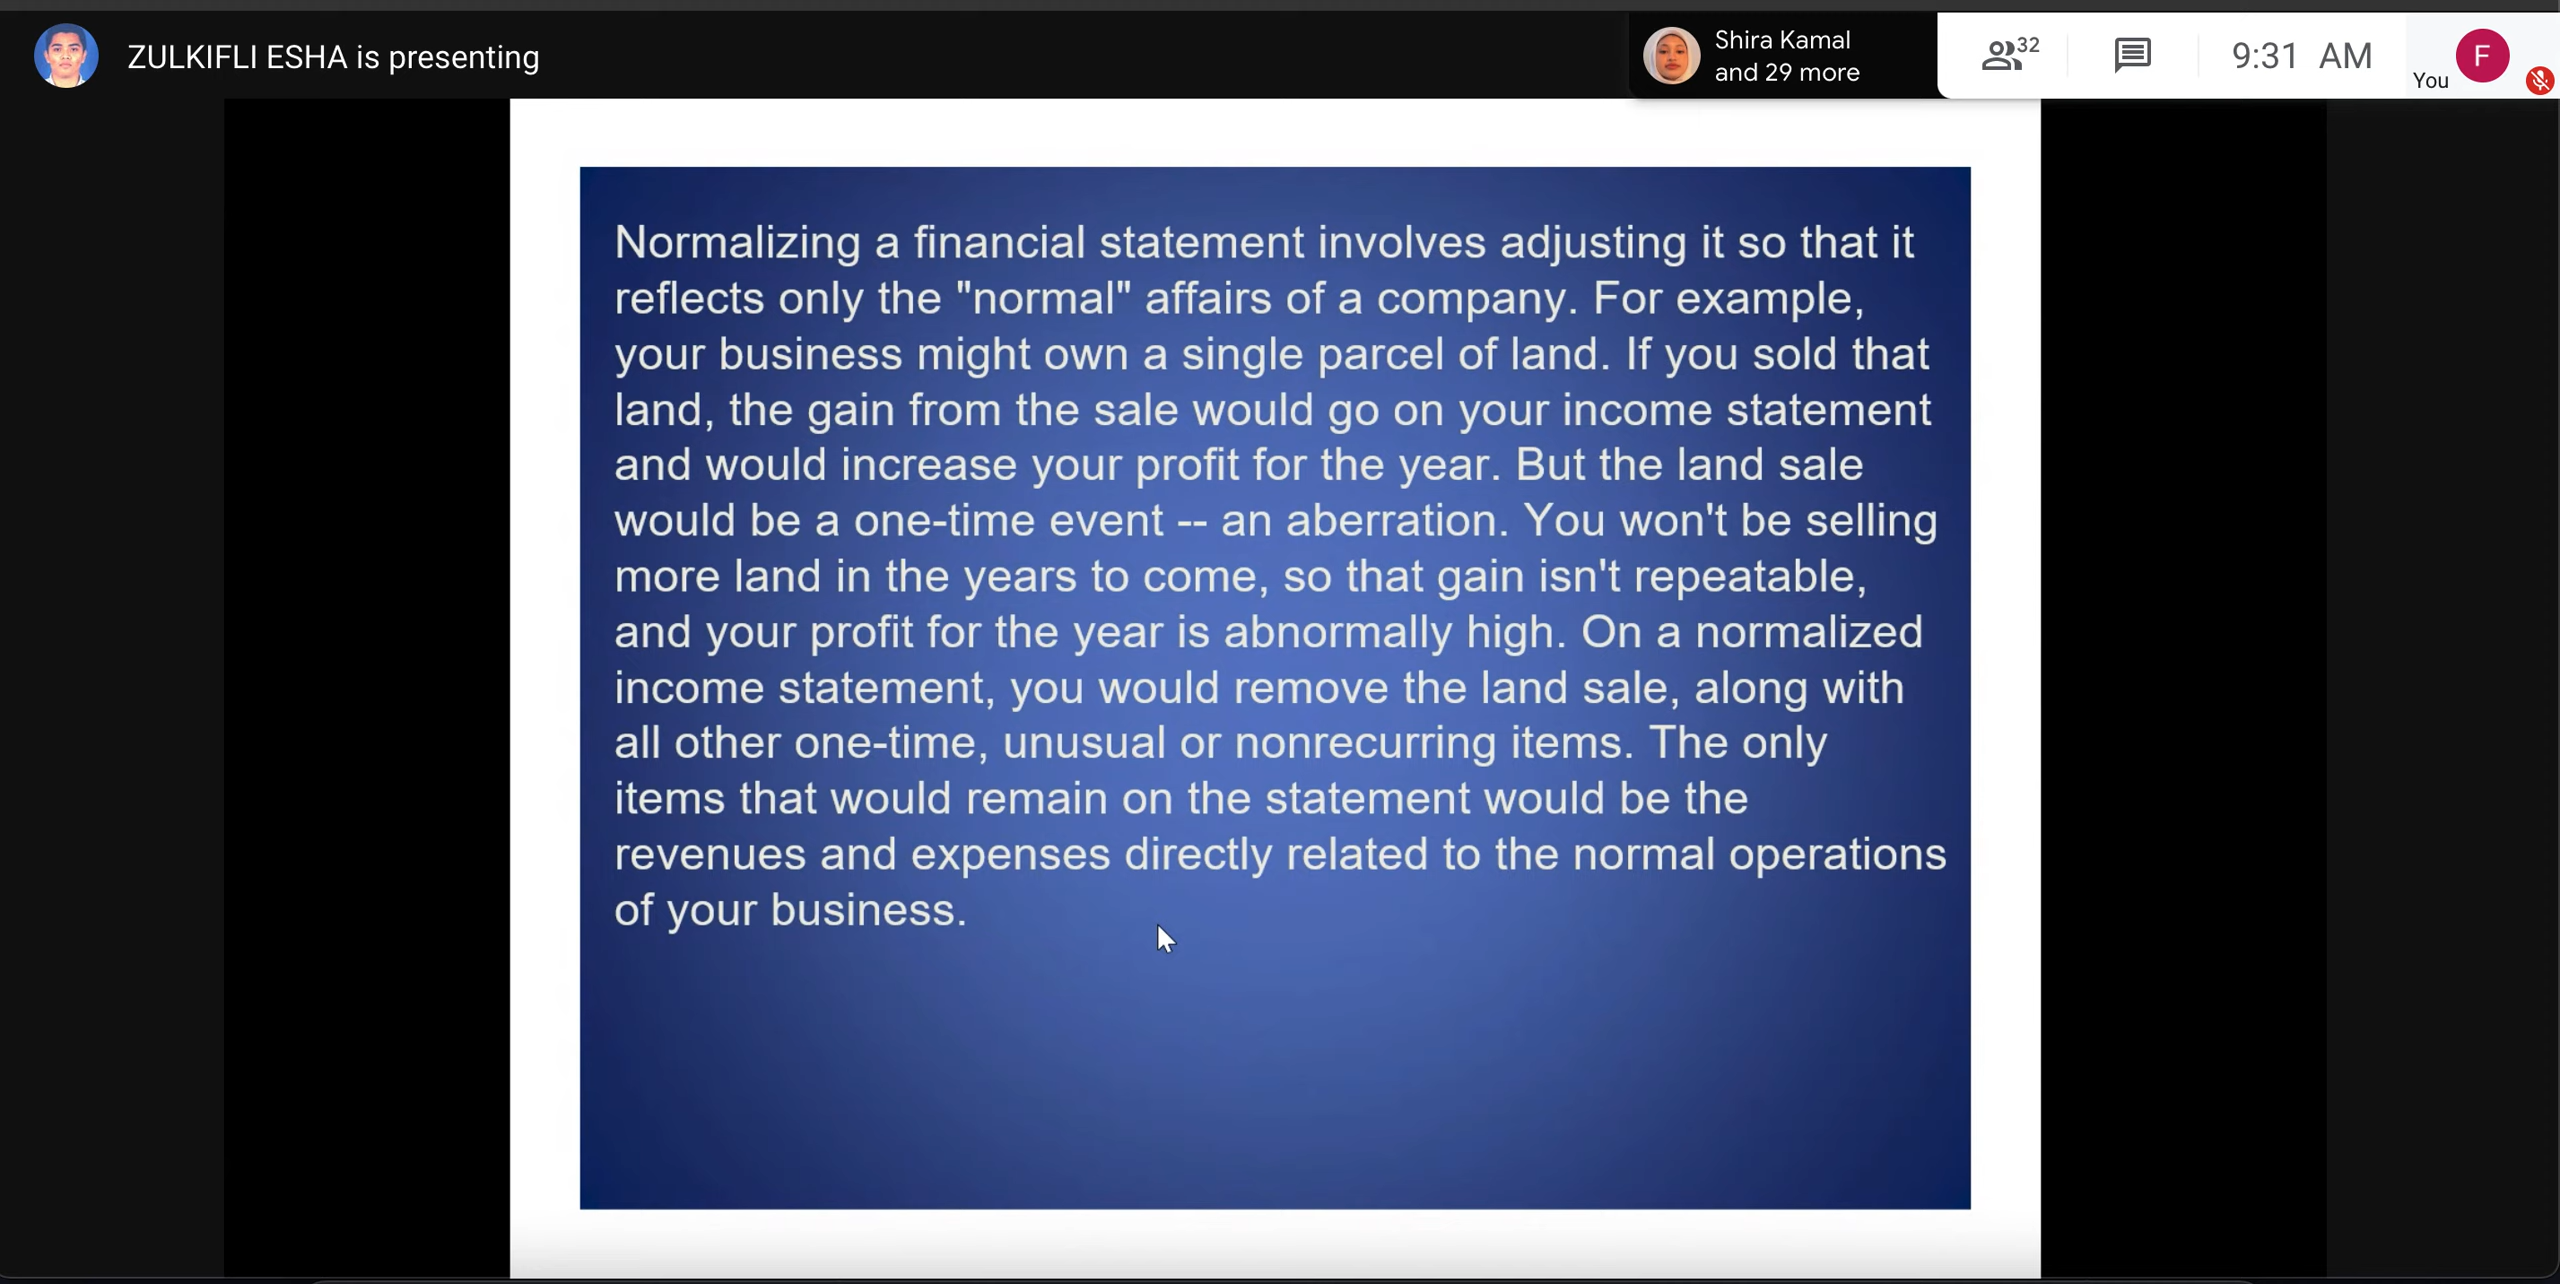 ZULKIFLI ESHA is presenting
Shira Kamal
and 29 more
32
9:31 AM
You
F
Normalizing a financial statement involves adjusting it so that it
reflects only the "normal" affairs of a company. For example,
your business might own a single parcel of land. If you sold that
land, the gain from the sale would go on your income statement
and would increase your profit for the year. But the land sale
would be a one-time event -- an aberration. You won't be selling
more land in the years to come, so that gain isn't repeatable,
and your profit for the year is abnormally high. On a normalized
income statement, you would remove the land sale, along with
all other one-time, unusual or nonrecurring items. The only
items that would remain on the statement would be the
revenues and expenses directly related to the normal operations
of your business.